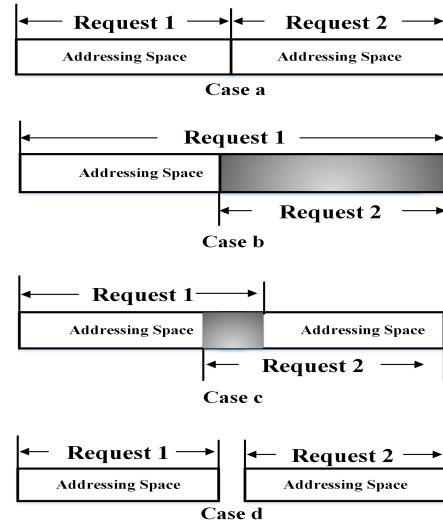 Request 1 Request 2
Addressing Space Addressing Space
Case a
Request 1
Addressing Space
Request 2
Case b
Request 1
Addressing Space Addressing Space
Request 2
Case c
Request 1 Request 2
Addressing Space Addressing Space
Case d